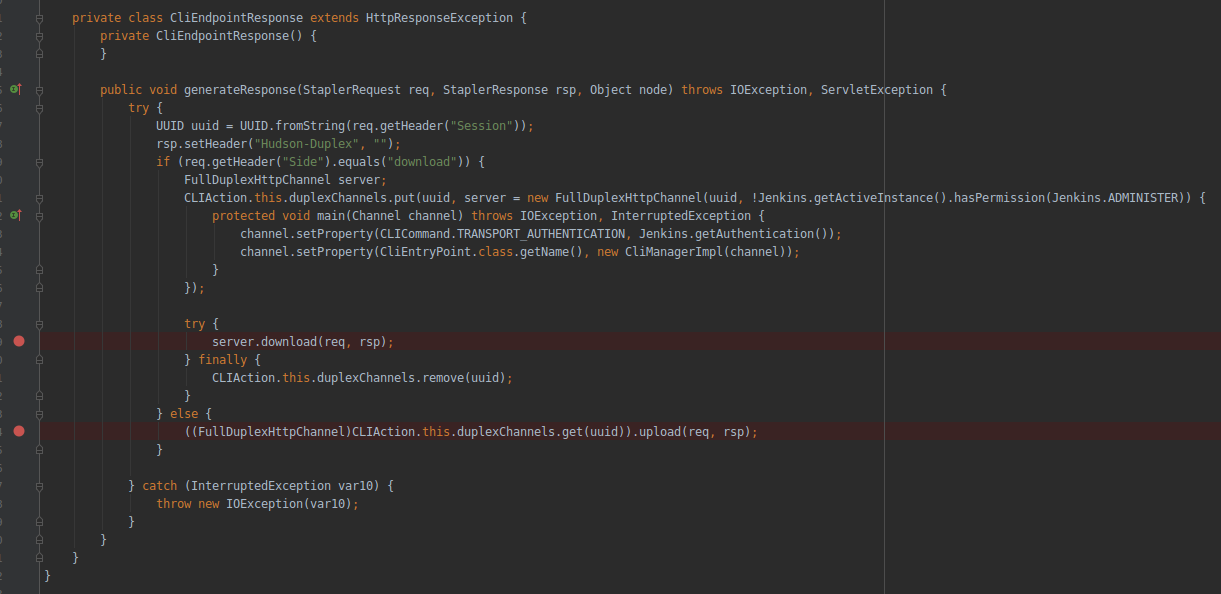 private class CliEndpointResponse extends HttpResponseException {
private CliEndpointResponse() {
}
public void generateResponse(StaplerRequest req, StaplerResponse rsp, Object node) throws IOException, ServletException {
try {
UUID uuid = UUID.fromString(req.getHeader("Session"));
rsp.setHeader("Hudson-Duplex", "");
if (req.getHeader("Side").equals("download")) {
FullDuplexHttpChannel server;
CLIAction.this.duplexChannels.put(uuid, server = new FullDuplexHttpChannel(uuid, !Jenkins.getActiveInstance().hasPermission(Jenkins.ADMINISTER)) {
protected void main(Channel channel) throws IOException, InterruptedException {
channel.setProperty(CLICommand.TRANSPORT_AUTHENTICATION, Jenkins.getAuthentication());
channel.setProperty(CliEntryPoint.class.getName(), new CliManagerImpl(channel));
}
});
try {
server.download(req, rsp);
} finally {
CLIAction.this.duplexChannels.remove(uuid);
}
} else {
((FullDuplexHttpChannel)CLIAction.this.duplexChannels.get(uuid)).upload(req, rsp);
}
} catch (InterruptedException var10) {
throw new IOException(var10);
}
}
}
}